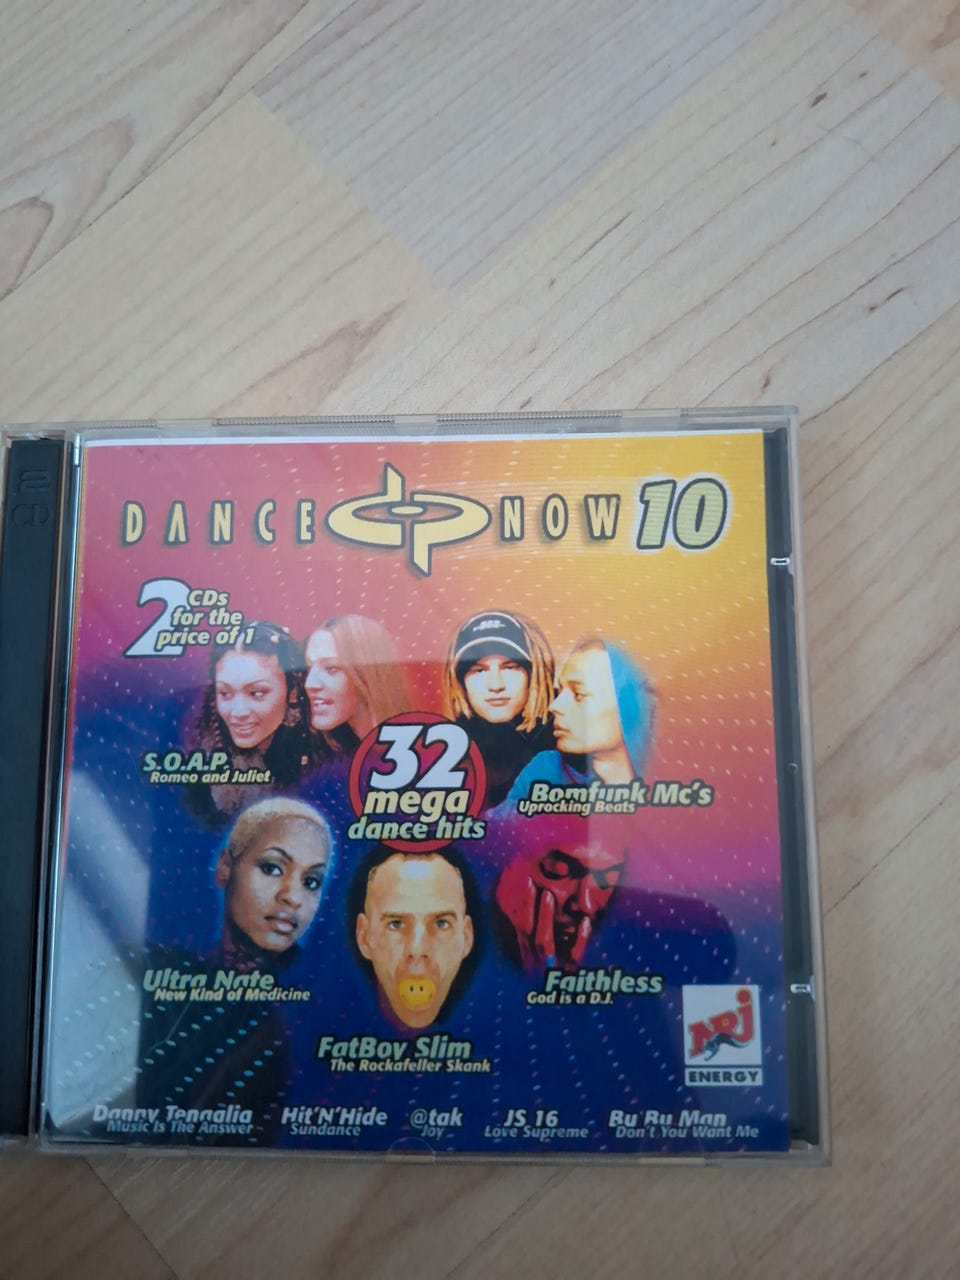 DANCE NOW 10
2 CDs
for the
price of 1
S.O.A.P.
Romeo and Juliet
32
mega
dance hits
Bomfunk Mc's
Uprocking Beats
Ultra Nate
New Kind of Medicine
Faithless
God is a D.J.
FatBoy Slim
The Rockafeller Skank
NRJ
ENERGY
Danny Tenaglia
Music Is The Answer
Hit'N'Hide
Sundance
@tak
Joy
JS 16
Love Supreme
Bu Bu Man
Don't You Want Me